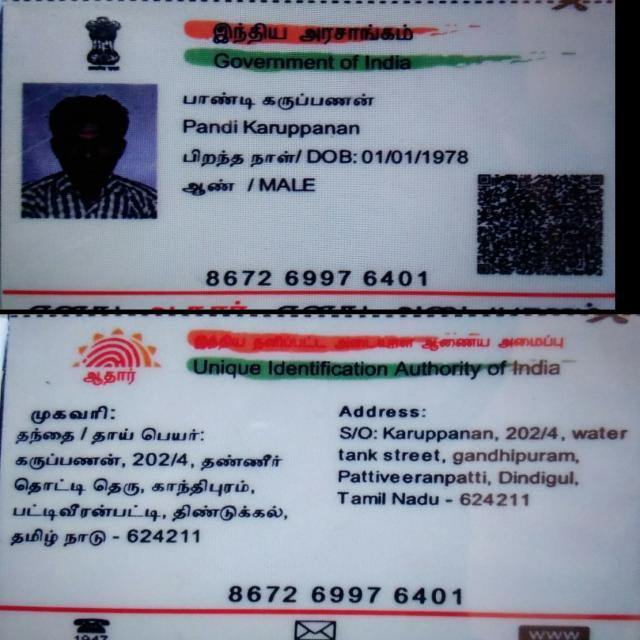 இந்திய அரசாங்கம்
Government of India
பாண்டி கருப்பணன்
Pandi Karuppanan
பிறந்த நாள்/ DOB: 01/01/1978
ஆண் / MALE
8672 6997 6401
இந்திய தனிப்பட்ட அடையாள ஆணைய அமைப்பு
ஆதார்
Unique Identification Authority of India
முகவரி:
தந்தை / தாய் பெயர்:
கருப்பணன், 202/4, தண்ணீர்
தொட்டி தெரு, காந்திபுரம்,
பட்டிவீரன்பட்டி, திண்டுக்கல்,
தமிழ் நாடு - 624211
Address:
S/O: Karuppanan, 202/4, water
tank street, gandhipuram,
Pattiveeranpatti, Dindigul,
Tamil Nadu - 624211
8672 6997 6401
1947
www